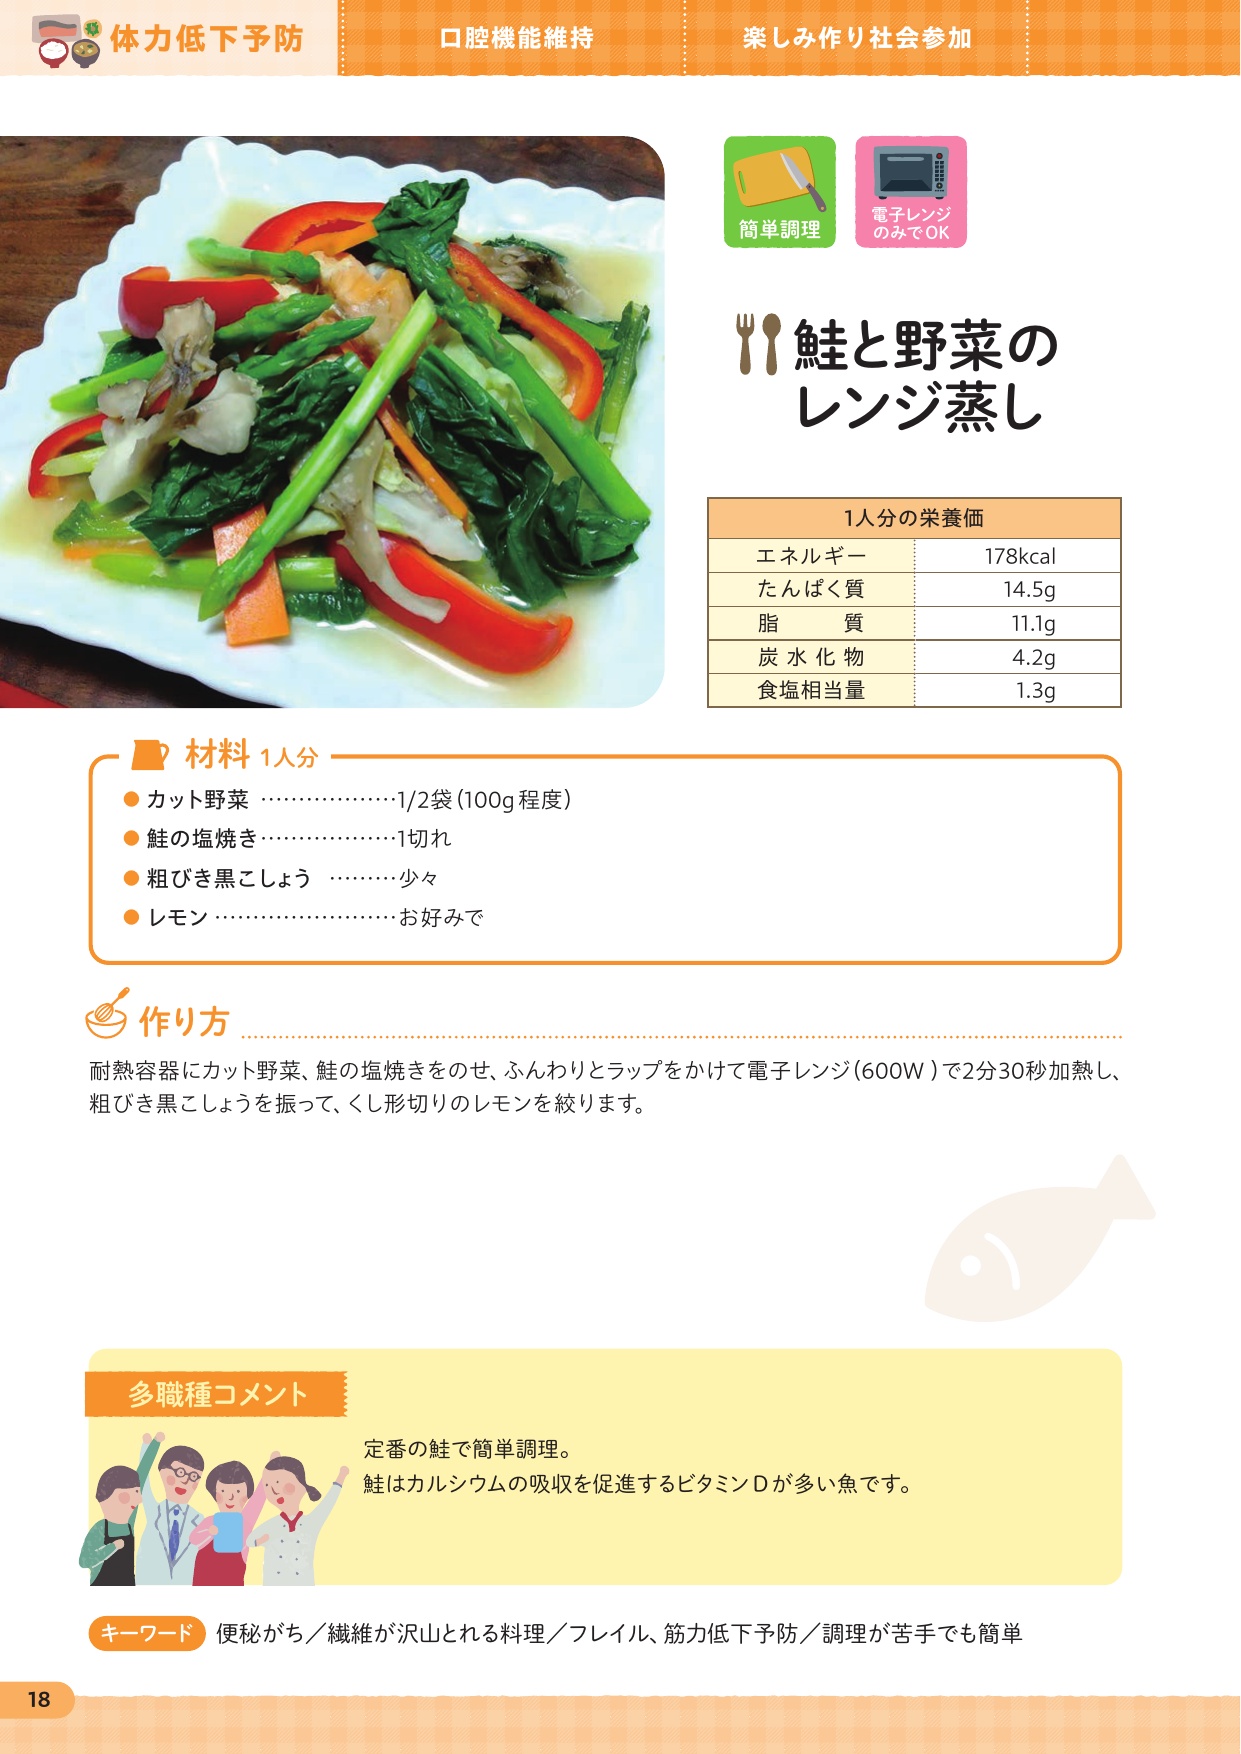 体力低下予防
口腔機能維持
楽しみ作り社会参加
簡単調理
電子レンジ
のみでOK
鮭と野菜の
レンジ蒸し
1人分の栄養価
エネルギー 178kcal
たんぱく質 14.5g
脂質 11.1g
炭水化物 4.2g
食塩相当量 1.3g
材料 1人分
● カット野菜 ………………1/2袋(100g程度)
● 鮭の塩焼き………………1切れ
● 粗びき黒こしょう ………少々
● レモン ……………………お好みで
作り方
耐熱容器にカット野菜、鮭の塩焼きをのせ、ふんわりとラップをかけて電子レンジ(600W)で2分30秒加熱し、
粗びき黒こしょうを振って、くし形切りのレモンを絞ります。
多職種コメント
定番の鮭で簡単調理。
鮭はカルシウムの吸収を促進するビタミンDが多い魚です。
キーワード 便秘がち／繊維が沢山とれる料理／フレイル、筋力低下予防／調理が苦手でも簡単
18